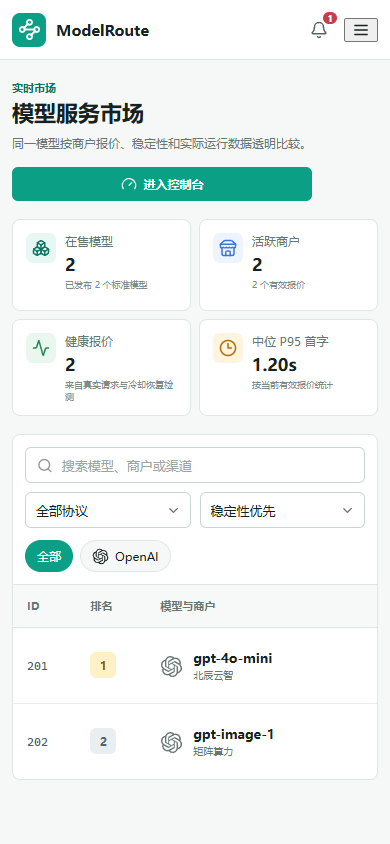 ModelRoute
1
实时市场
模型服务市场
同一模型按商户报价、稳定性和实际运行数据透明比较。
进入控制台
在售模型
2
已发布 2 个标准模型
活跃商户
2
2 个有效报价
健康报价
2
来自真实请求与冷却恢复检
测
中位 P95 首字
1.20s
按当前有效报价统计
搜索模型、商户或渠道
全部协议
稳定性优先
全部
OpenAI
ID 排名 模型与商户
201 1 gpt-4o-mini
北辰云智
202 2 gpt-image-1
矩阵算力